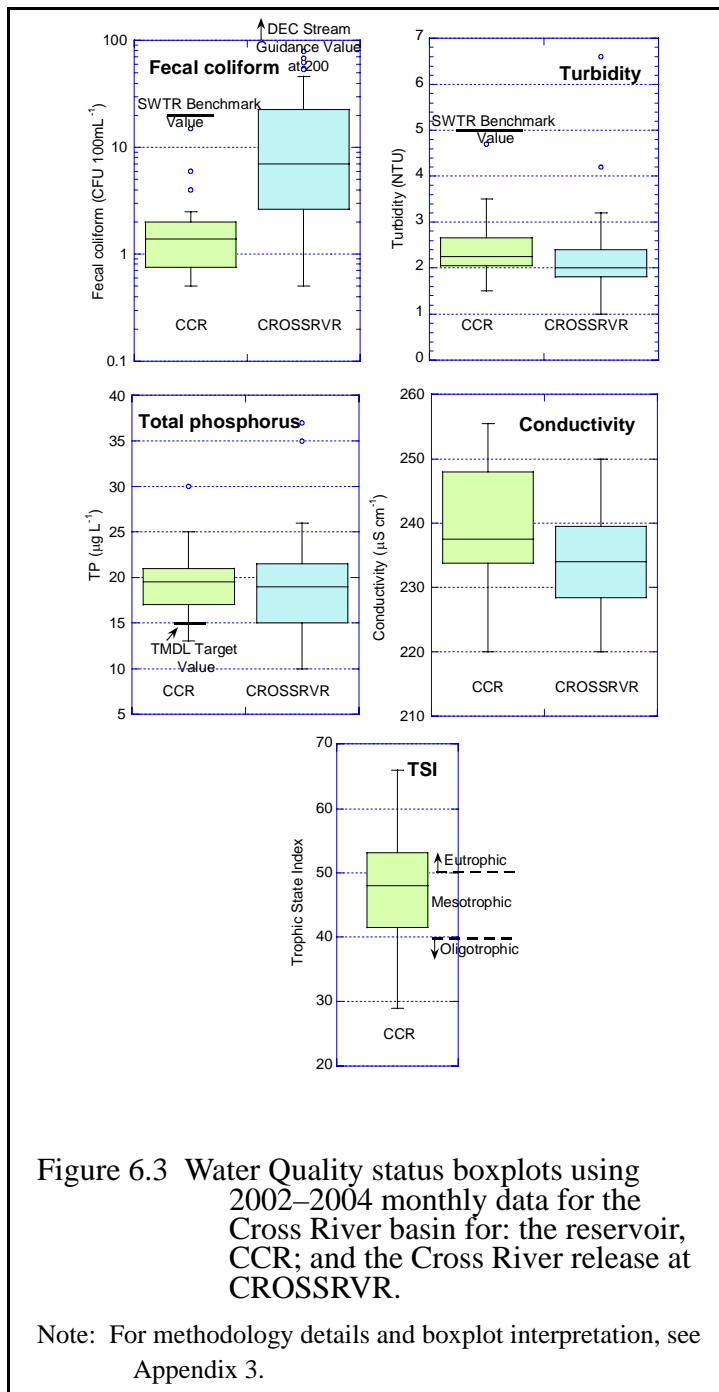 DEC Stream
Guidance Value
at 200
Fecal coliform
SWTR Benchmark
Value
Fecal coliform (CFU 100mL⁻¹)
100
10
1
0.1
CCR
CROSSRVR
Turbidity
SWTR Benchmark
Value
Turbidity (NTU)
7
6
5
4
3
2
1
0
CCR
CROSSRVR
Total phosphorus
TP (µg L⁻¹)
40
35
30
25
20
15
10
5
TMDL Target
Value
CCR
CROSSRVR
Conductivity
Conductivity (µS cm⁻¹)
260
250
240
230
220
210
CCR
CROSSRVR
TSI
Trophic State Index
70
60
50
40
30
20
Eutrophic
Mesotrophic
Oligotrophic
CCR
Figure 6.3 Water Quality status boxplots using
2002–2004 monthly data for the
Cross River basin for: the reservoir,
CCR; and the Cross River release at
CROSSRVR.
Note: For methodology details and boxplot interpretation, see
Appendix 3.